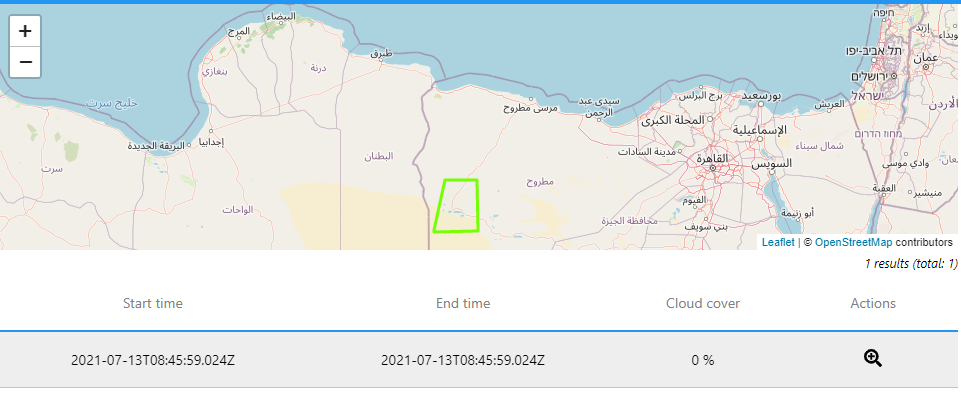 +
−
البيضاء
المرج
بنغازي
درنة
طبرق
خليج سرت
إجدابيا
البريقة الجديدة
سرت
الواحات
البطنان
مرسى مطروح
سيدى عبد
الرحمن
برج البرلس
بورسعيد
العريش
חיפה
תל אביב-יפו
ירושלים
ישראל
إربد
عمان
الأردن
المحلة الكبرى
الإسماعيلية
מחוז הדרום
شمال سيناء
مدينة السادات
القاهرة
السويس
وادي موسى
مطروح
العقبة
منيشير
الفيوم
محافظة الجيزة
بني سويف
أبو زنيمة
Leaflet | © OpenStreetMap contributors
1 results (total: 1)
Start time End time Cloud cover Actions
2021-07-13T08:45:59.024Z 2021-07-13T08:45:59.024Z 0 %